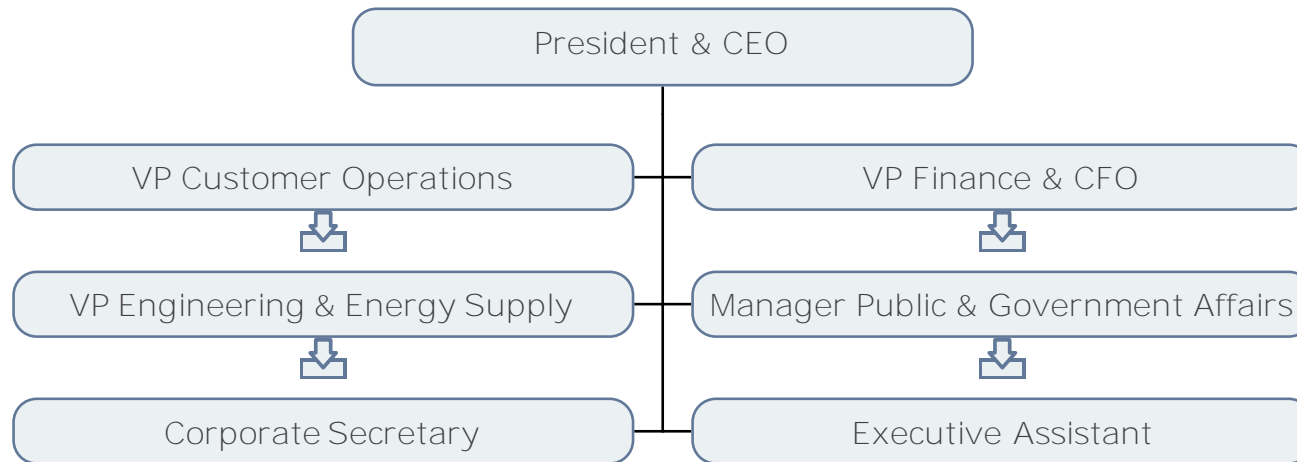 President & CEO
VP Customer Operations
VP Finance & CFO
VP Engineering & Energy Supply
Manager Public & Government Affairs
Corporate Secretary
Executive Assistant